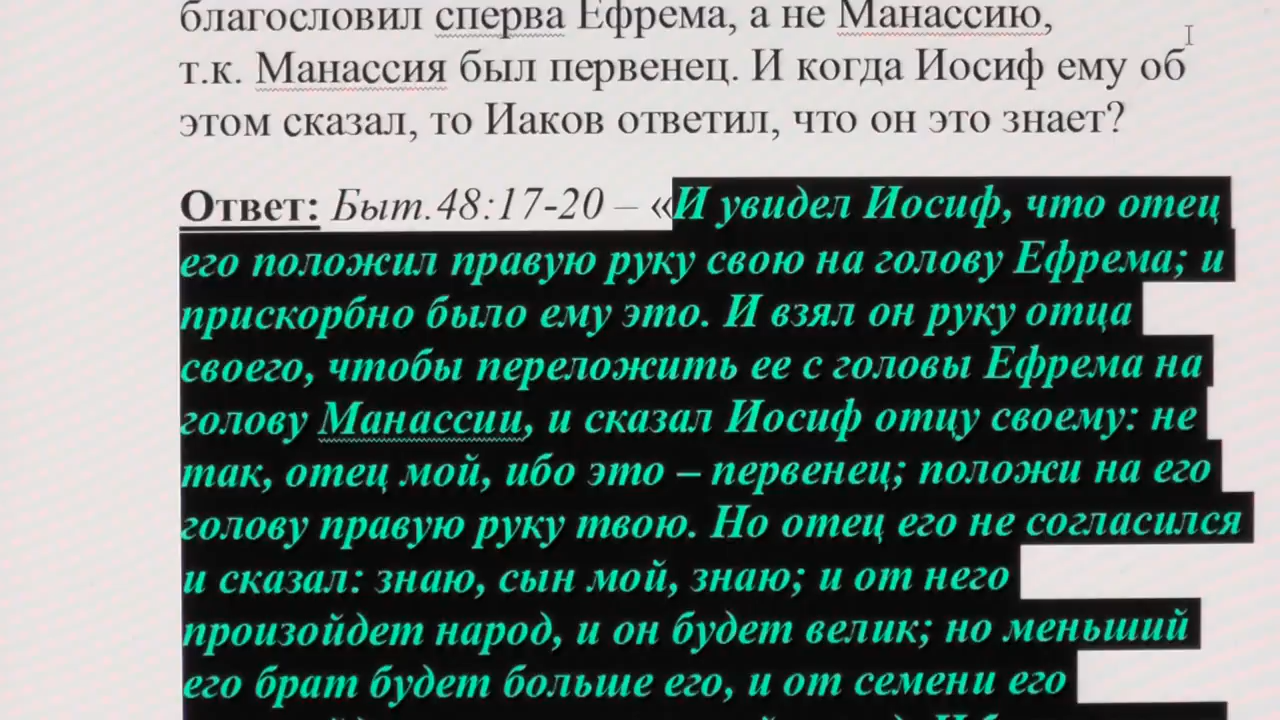 благословил сперва Ефрема, а не Манассию,
т.к. Манассия был первенец. И когда Иосиф ему об
этом сказал, то Иаков ответил, что он это знает?
Ответ: Быт.48:17-20 – «И увидел Иосиф, что отец
его положил правую руку свою на голову Ефрема; и
прискорбно было ему это. И взял он руку отца
своего, чтобы переложить ее с головы Ефрема на
голову Манассии, и сказал Иосиф отцу своему: не
так, отец мой, ибо это – первенец; положи на его
голову правую руку твою. Но отец его не согласился
и сказал: знаю, сын мой, знаю; и от него
произойдет народ, и он будет велик; но меньший
его брат будет больше его, и от семени его